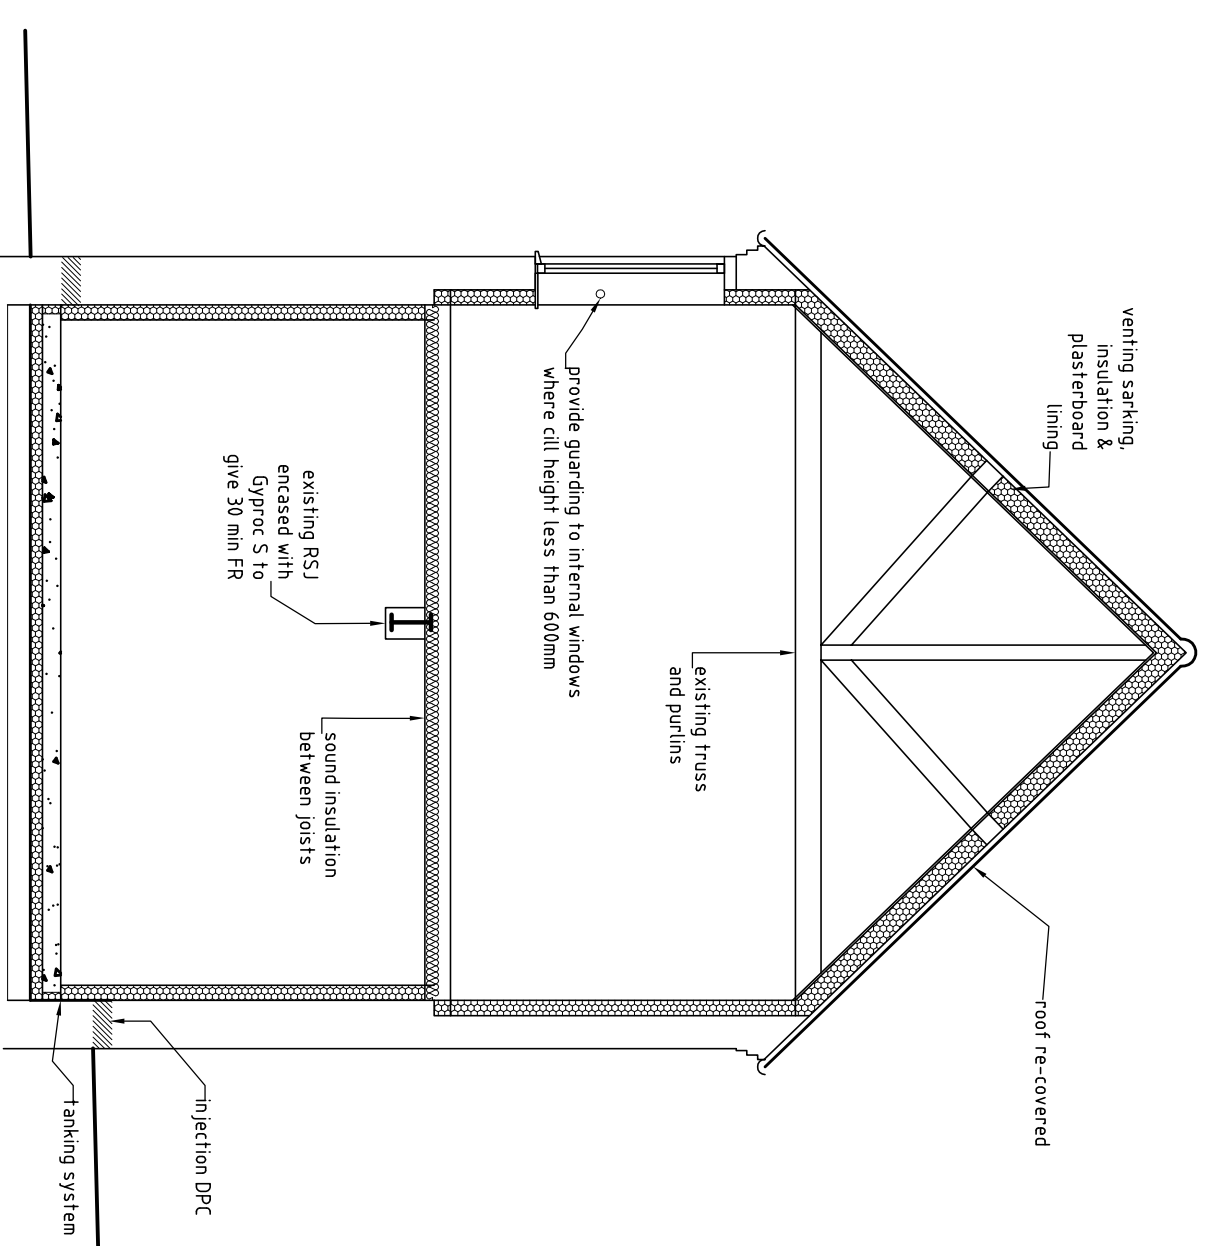 venting sarking,
insulation &
plasterboard
lining
roof re-covered
existing truss
and purlins
provide guarding to internal windows
where cill height less than 600mm
sound insulation
between joists
existing RSJ
encased with
Gyproc S to
give 30 min FR
injection DPC
tanking system